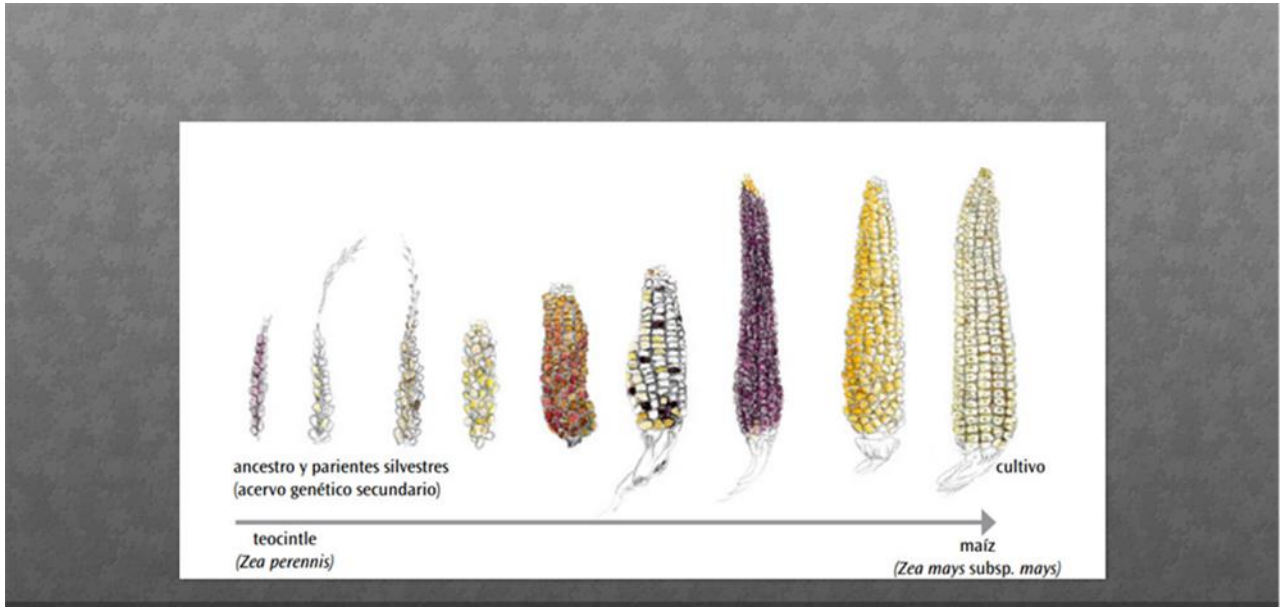 ancestro y parientes silvestres
(acervo genético secundario)
cultivo
teocintle
(Zea perennis)
maíz
(Zea mays subsp. mays)